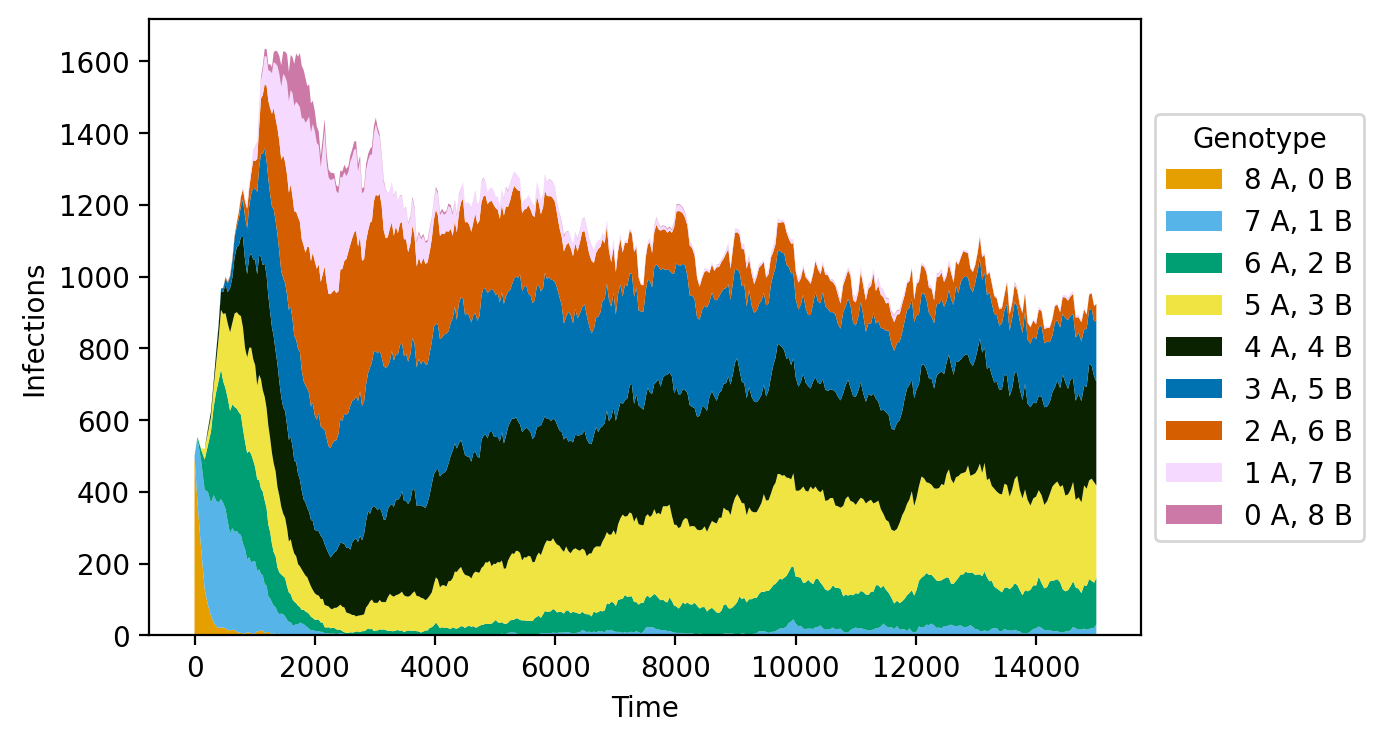 1600
1400
1200
1000
800
600
400
200
0
Infections
0 2000 4000 6000 8000 10000 12000 14000
Time
Genotype
8 A, 0 B
7 A, 1 B
6 A, 2 B
5 A, 3 B
4 A, 4 B
3 A, 5 B
2 A, 6 B
1 A, 7 B
0 A, 8 B